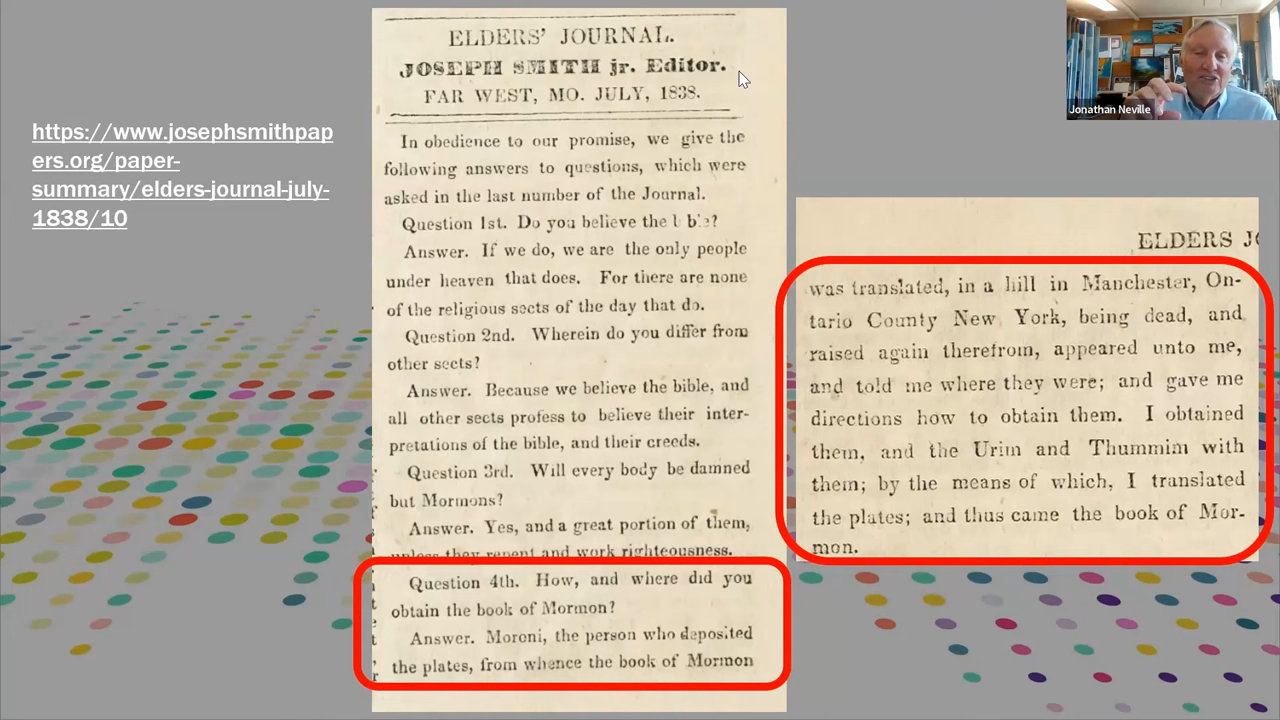 https://www.josephsmithpap
ers.org/paper-
summary/elders-journal-july-
1838/10
ELDERS' JOURNAL.
JOSEPH SMITH jr. Editor.
FAR WEST, MO. JULY, 1838.
In obedience to our promise, we give the
following answers to questions, which were
asked in the last number of the Journal.
Question 1st. Do you believe the b ble?
Answer. If we do, we are the only people
under heaven that does. For there are none
of the religious sects of the day that do.
Question 2nd. Wherein do you differ from
other sects?
Answer. Because we believe the bible, and
all other sects profess to believe their inter-
pretations of the bible, and their creeds.
Question 3rd. Will every body be damned
but Mormons?
Answer. Yes, and a great portion of them,
unless they repent and work righteousness.
Question 4th. How, and where did you
obtain the book of Mormon?
Answer. Moroni, the person who deposited
the plates, from whence the book of Mormon
Jonathan Neville
ELDERS JO
was translated, in a hill in Manchester, On-
tario County New York, being dead, and
raised again therefrom, appeared unto me,
and told me where they were; and gave me
directions how to obtain them. I obtained
them, and the Urim and Thummim with
them; by the means of which, I translated
the plates; and thus came the book of Mor-
mon.